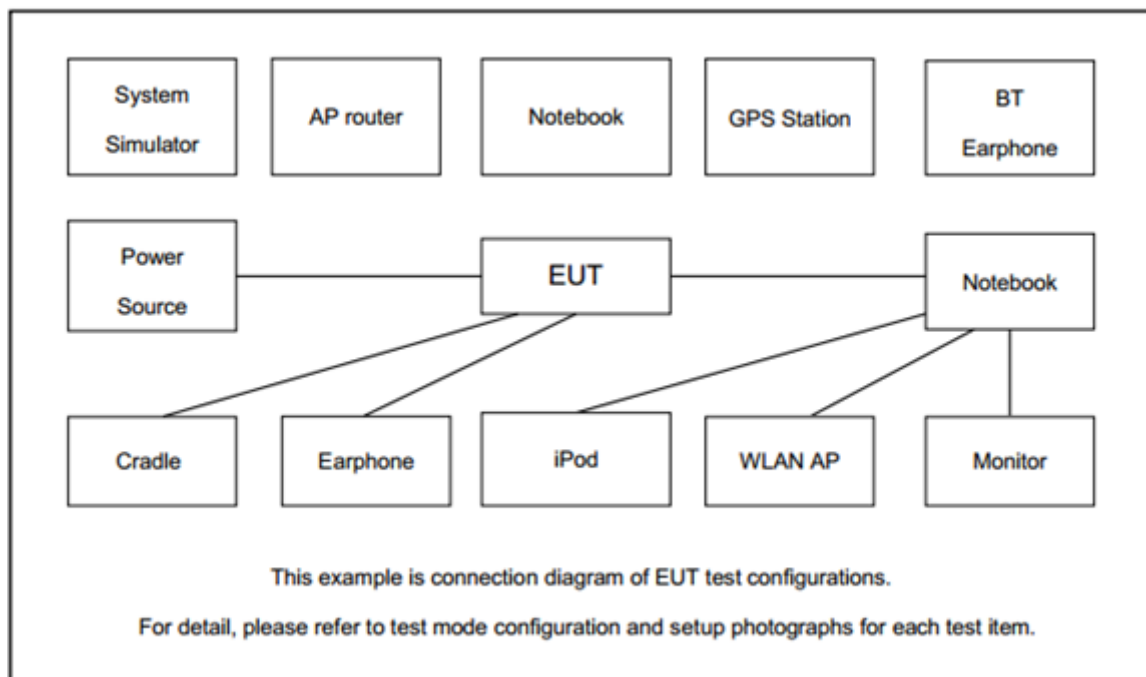 System
Simulator
AP router
Notebook
GPS Station
BT
Earphone
Power
Source
EUT
Notebook
Cradle
Earphone
iPod
WLAN AP
Monitor
This example is connection diagram of EUT test configurations.
For detail, please refer to test mode configuration and setup photographs for each test item.